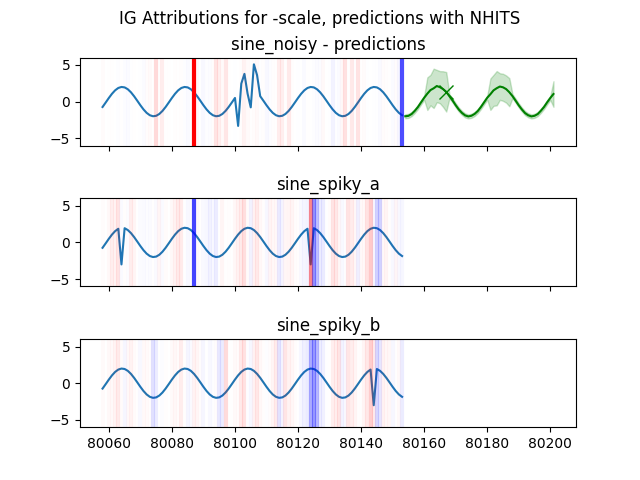 IG Attributions for -scale, predictions with NHITS
sine_noisy - predictions
5
0
−5
sine_spiky_a
5
0
−5
sine_spiky_b
5
0
−5
80060 80080 80100 80120 80140 80160 80180 80200